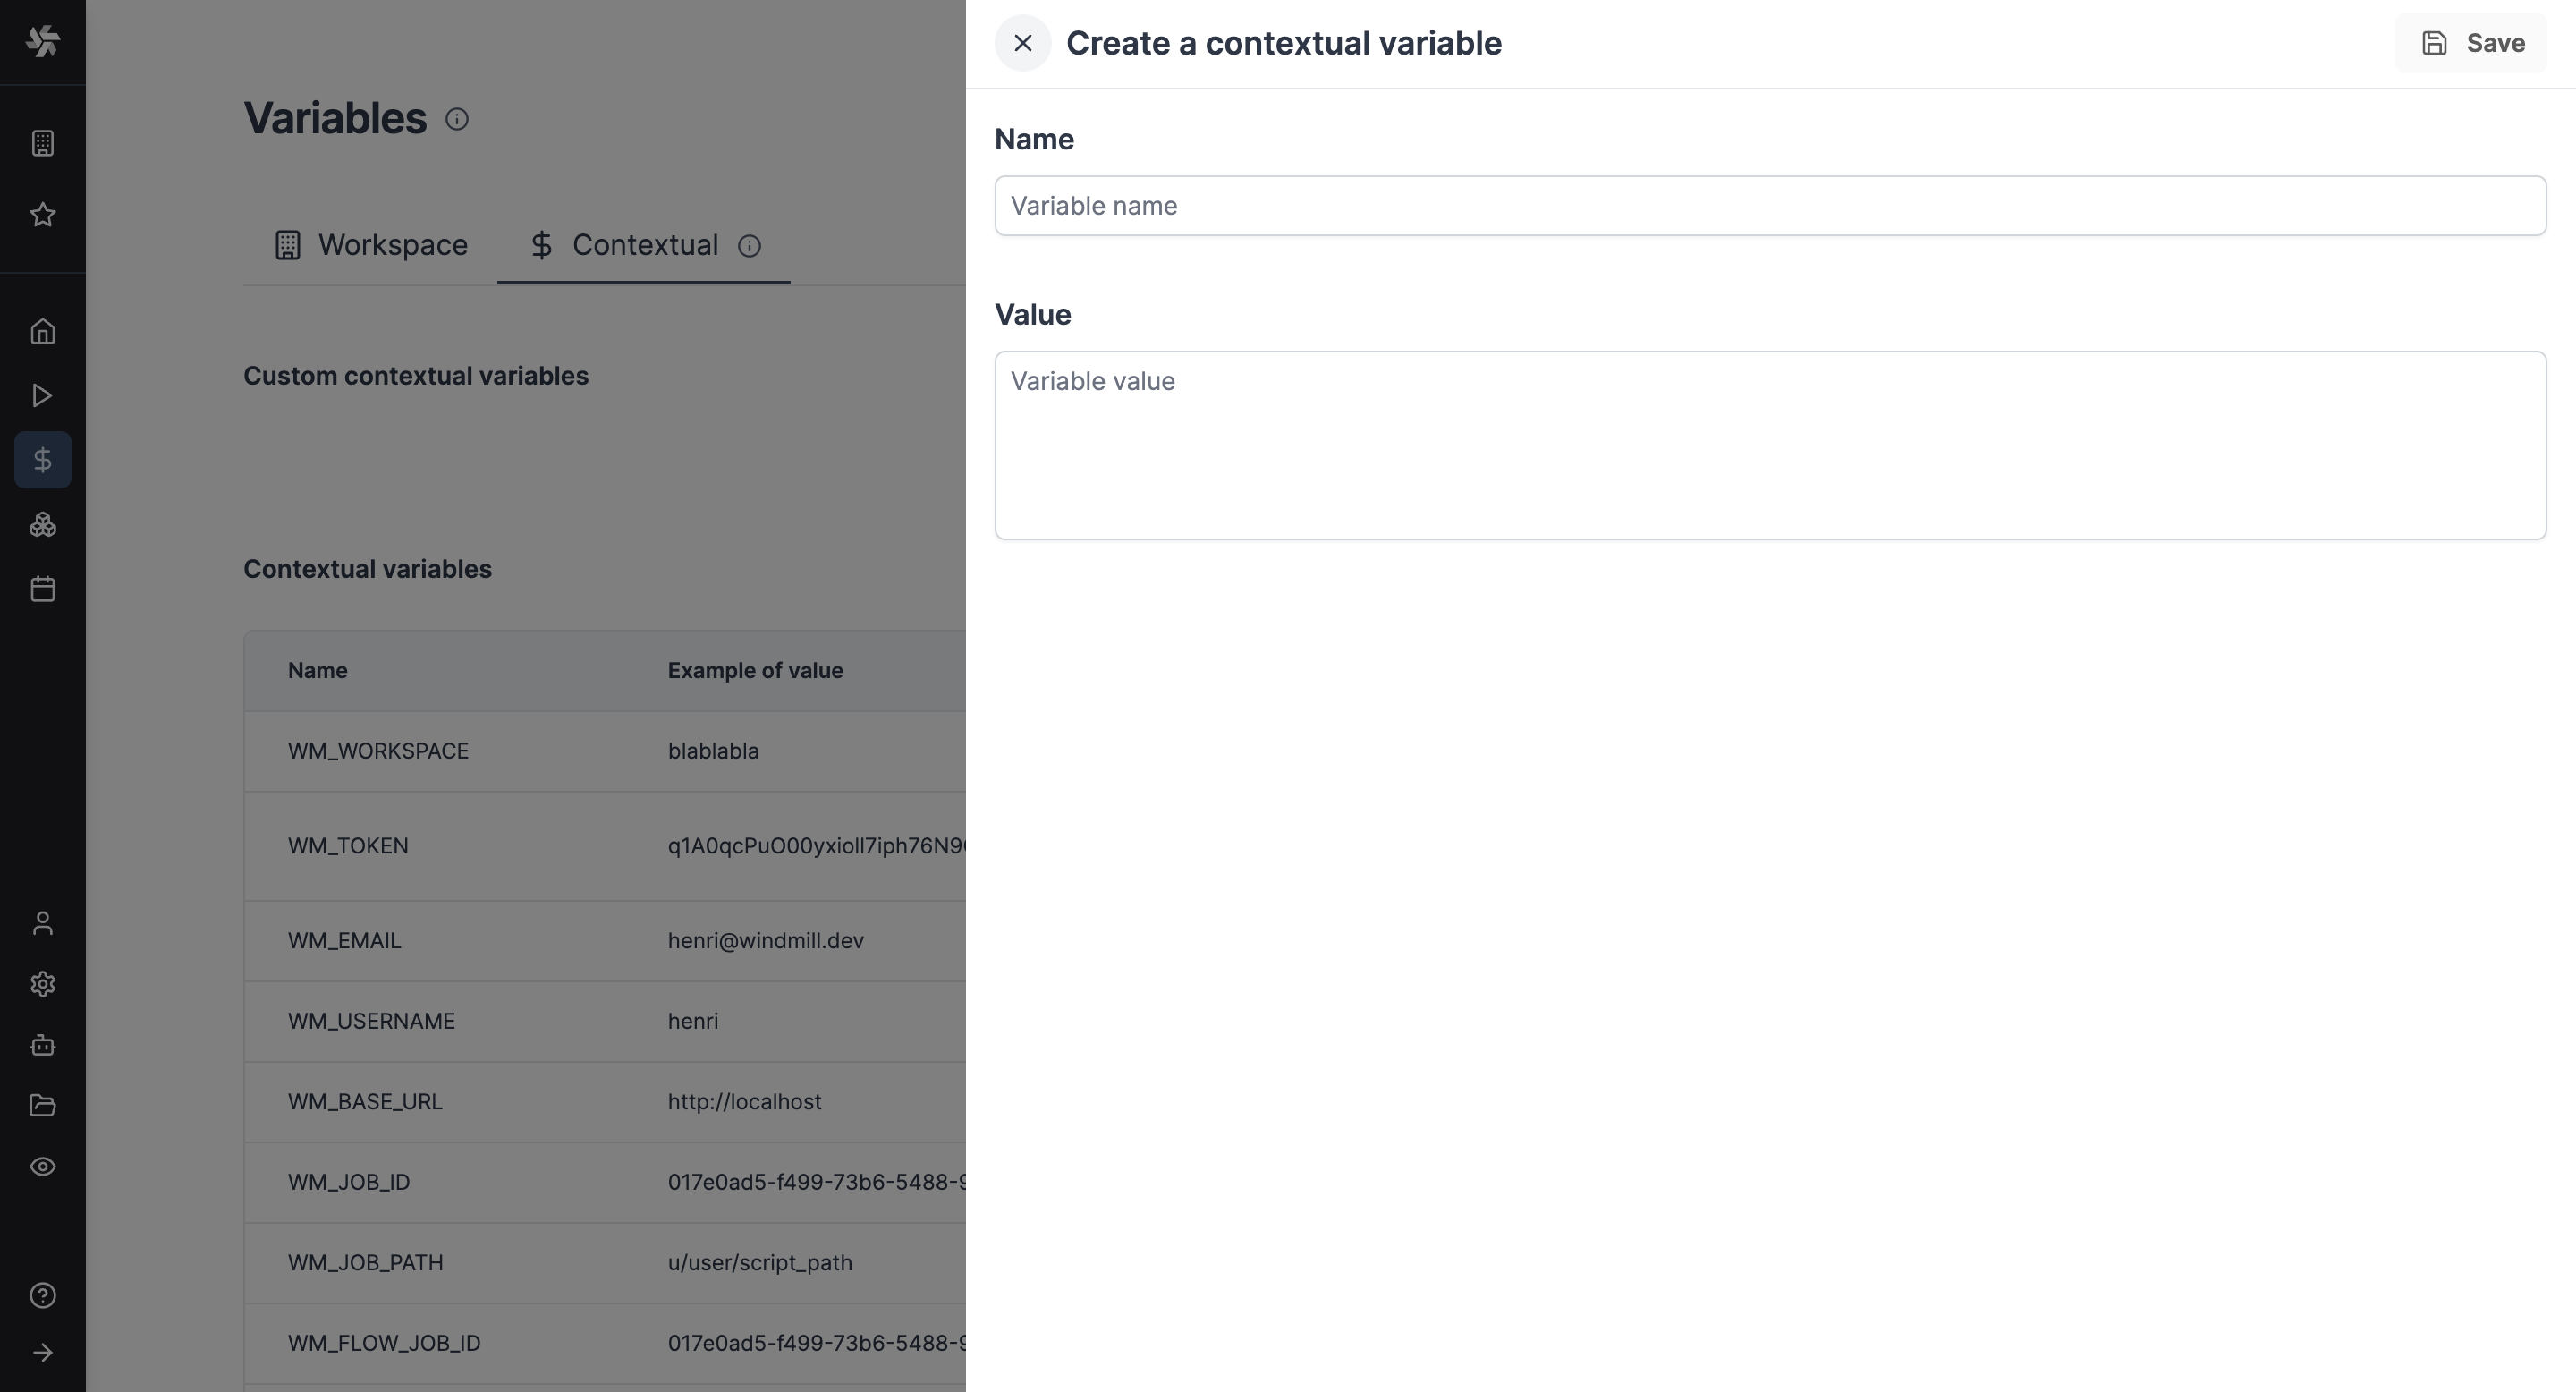 Variables
Workspace
Contextual
Custom contextual variables
Contextual variables
Name Example of value
WM_WORKSPACE blablabla
WM_TOKEN
WM_EMAIL henri@windmill.dev
WM_USERNAME henri
WM_BASE_URL http://localhost
WM_JOB_ID 017e0ad5-f499-73b6-5488-9
WM_JOB_PATH u/user/script_path
WM_FLOW_JOB_ID 017e0ad5-f499-73b6-5488-9
Create a contextual variable
Save
Name
Variable name
Value
Variable value